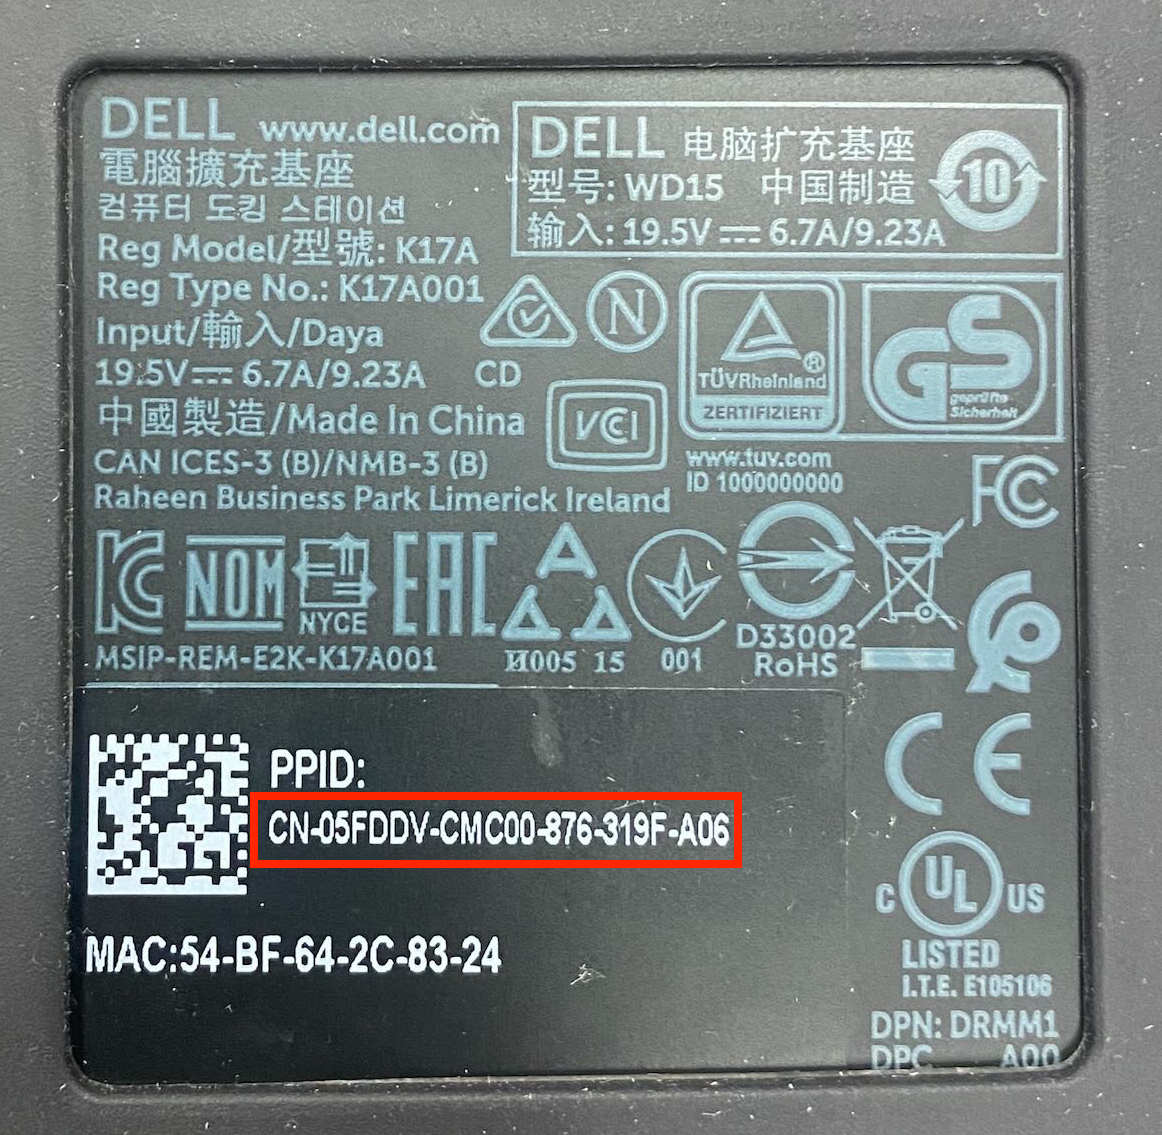 DELL www.dell.com
電腦擴充基座
컴퓨터 도킹 스테이션
Reg Model/型號: K17A
Reg Type No.: K17A001
Input/輸入/Daya
19.5V⎓ 6.7A/9.23A CD
中國製造/Made In China
CAN ICES-3 (B)/NMB-3 (B)
Raheen Business Park Limerick Ireland
DELL 电脑扩充基座
型号: WD15 中国制造
输入: 19.5V⎓ 6.7A/9.23A
10
N
VCI
TÜVRheinland®
ZERTIFIZIERT
GS
geprüfte
Sicherheit
www.tuv.com
ID 1000000000
FC
KC NOM NYCE EAC
MSIP-REM-E2K-K17A001
И005 15
001
D33002
RoHS
PPID:
CN-05FDDV-CMC00-876-319F-A06
MAC:54-BF-64-2C-83-24
CE
C UL US
LISTED
I.T.E. E105106
DPN: DRMM1
DPC A00